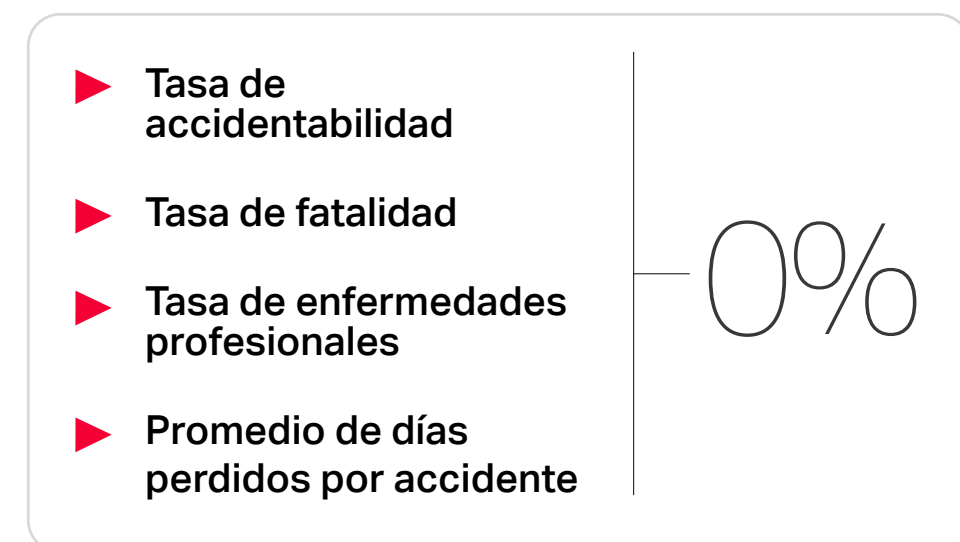 Tasa de
accidentabilidad
Tasa de fatalidad
Tasa de enfermedades
profesionales
Promedio de días
perdidos por accidente
0%